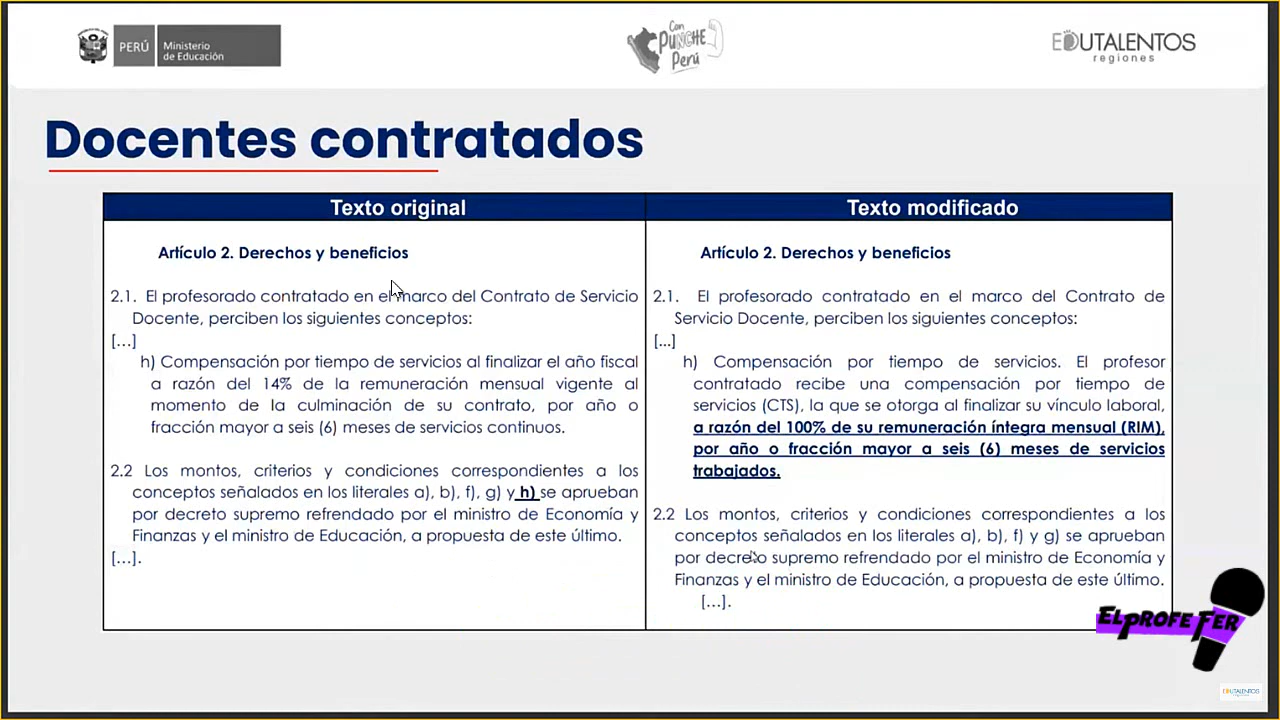 PERÚ
Ministerio
de Educación
Con
PUNCHE
Perú
EDUTALENTOS
regiones
Docentes contratados
Texto original
Artículo 2. Derechos y beneficios
2.1. El profesorado contratado en el marco del Contrato de Servicio
Docente, perciben los siguientes conceptos:
[...]
h) Compensación por tiempo de servicios al finalizar el año fiscal
a razón del 14% de la remuneración mensual vigente al
momento de la culminación de su contrato, por año o
fracción mayor a seis (6) meses de servicios continuos.
2.2 Los montos, criterios y condiciones correspondientes a los
conceptos señalados en los literales a), b), f), g) y h) se aprueban
por decreto supremo refrendado por el ministro de Economía y
Finanzas y el ministro de Educación, a propuesta de este último.
[...].
Texto modificado
Artículo 2. Derechos y beneficios
2.1. El profesorado contratado en el marco del Contrato de
Servicio Docente, perciben los siguientes conceptos:
[...]
h) Compensación por tiempo de servicios. El profesor
contratado recibe una compensación por tiempo de
servicios (CTS), la que se otorga al finalizar su vínculo laboral,
a razón del 100% de su remuneración íntegra mensual (RIM),
por año o fracción mayor a seis (6) meses de servicios
trabajados.
2.2 Los montos, criterios y condiciones correspondientes a los
conceptos señalados en los literales a), b), f) y g) se aprueban
por decreto supremo refrendado por el ministro de Economía y
Finanzas y el ministro de Educación, a propuesta de este último.
[...].
EL PROFE FER
EDUTALENTOS
regiones